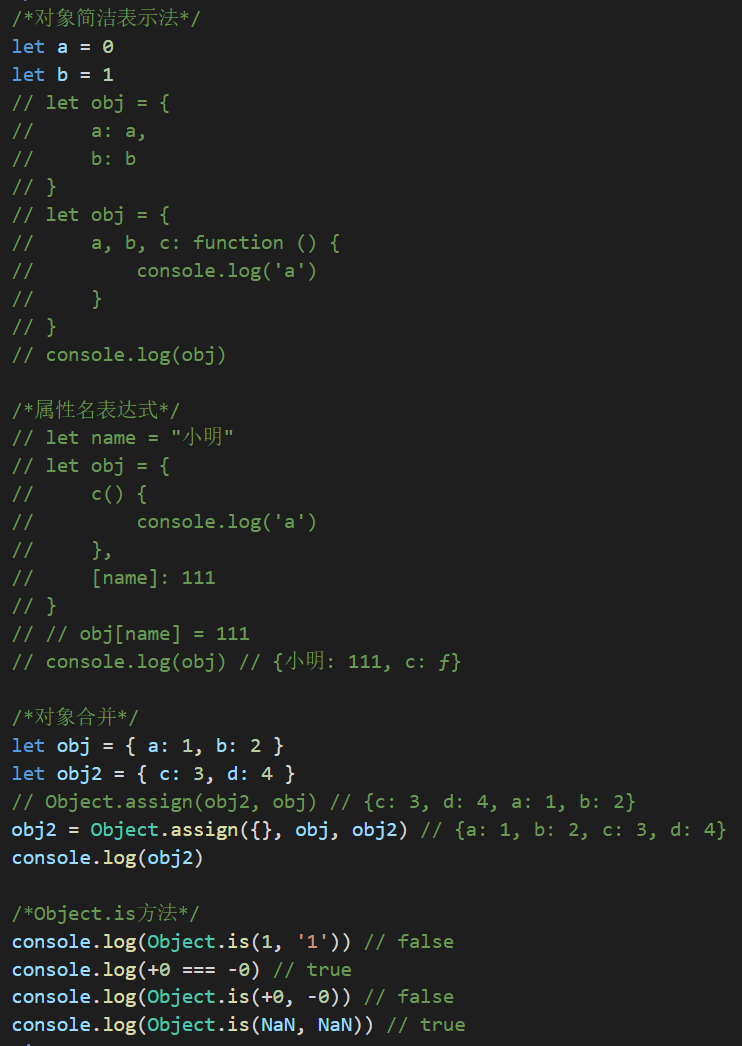 /*对象简洁表示法*/
let a = 0
let b = 1
// let obj = {
//     a: a,
//     b: b
// }
// let obj = {
//     a, b, c: function () {
//         console.log('a')
//     }
// }
// console.log(obj)
/*属性名表达式*/
// let name = "小明"
// let obj = {
//     c() {
//         console.log('a')
//     },
//     [name]: 111
// }
// // obj[name] = 111
// console.log(obj) // {小明: 111, c: ƒ}
/*对象合并*/
let obj = { a: 1, b: 2 }
let obj2 = { c: 3, d: 4 }
// Object.assign(obj2, obj) // {c: 3, d: 4, a: 1, b: 2}
obj2 = Object.assign({}, obj, obj2) // {a: 1, b: 2, c: 3, d: 4}
console.log(obj2)
/*Object.is方法*/
console.log(Object.is(1, '1')) // false
console.log(+0 === -0) // true
console.log(Object.is(+0, -0)) // false
console.log(Object.is(NaN, NaN)) // true